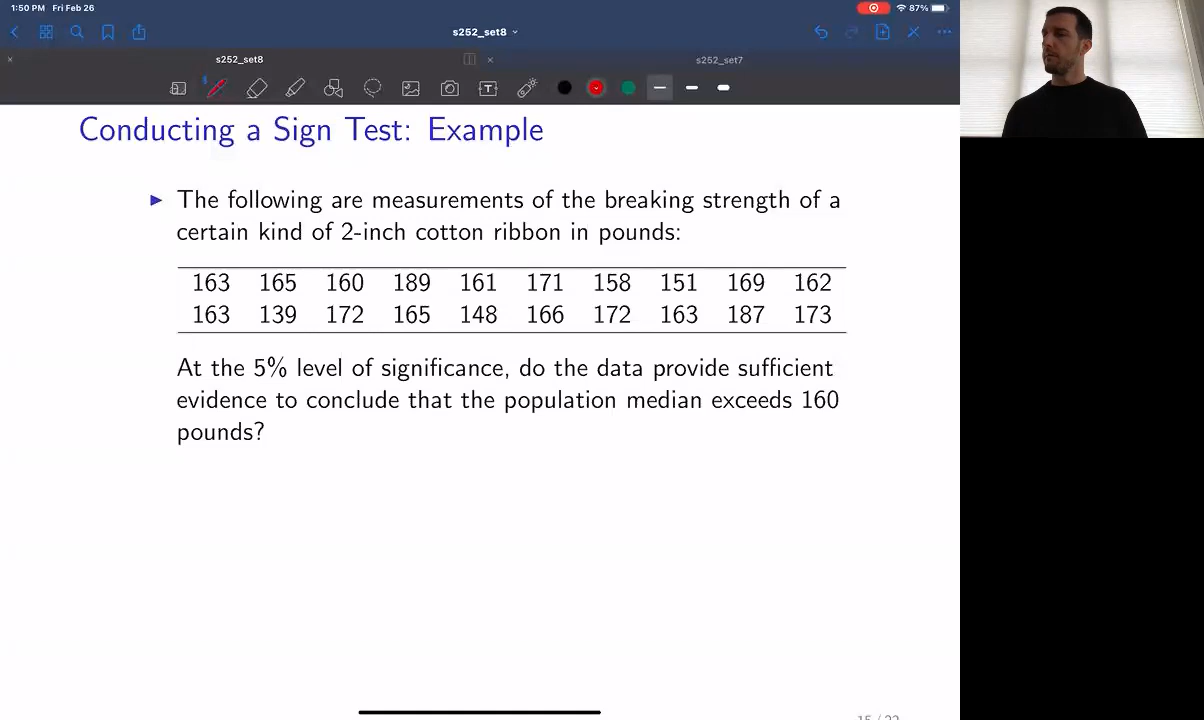 1:50 PM Fri Feb 26
87%
s252_set8
s252_set8
s252_set7
Conducting a Sign Test: Example
The following are measurements of the breaking strength of a
certain kind of 2-inch cotton ribbon in pounds:
163 165 160 189 161 171 158 151 169 162
163 139 172 165 148 166 172 163 187 173
At the 5% level of significance, do the data provide sufficient
evidence to conclude that the population median exceeds 160
pounds?